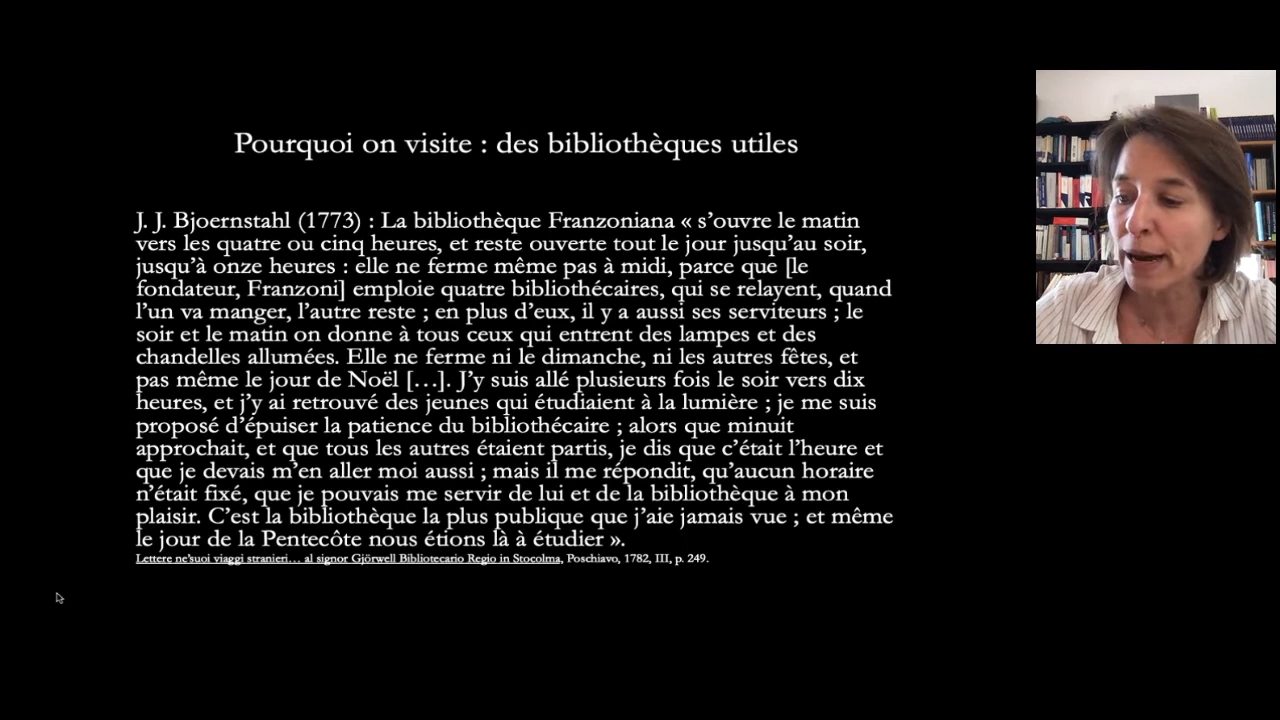 Pourquoi on visite : des bibliothèques utiles
J. J. Bjoernstahl (1773) : La bibliothèque Franzoniana « s’ouvre le matin
vers les quatre ou cinq heures, et reste ouverte tout le jour jusqu’au soir,
jusqu’à onze heures : elle ne ferme même pas à midi, parce que [le
fondateur, Franzoni] emploie quatre bibliothécaires, qui se relayent, quand
l’un va manger, l’autre reste ; en plus d’eux, il y a aussi ses serviteurs ; le
soir et le matin on donne à tous ceux qui entrent des lampes et des
chandelles allumées. Elle ne ferme ni le dimanche, ni les autres fêtes, et
pas même le jour de Noël […]. J’y suis allé plusieurs fois le soir vers dix
heures, et j’y ai retrouvé des jeunes qui étudiaient à la lumière ; je me suis
proposé d’épuiser la patience du bibliothécaire ; alors que minuit
approchait, et que tous les autres étaient partis, je dis que c’était l’heure et
que je devais m’en aller moi aussi ; mais il me répondit, qu’aucun horaire
n’était fixé, que je pouvais me servir de lui et de la bibliothèque à mon
plaisir. C’est la bibliothèque la plus publique que j’aie jamais vue ; et même
le jour de la Pentecôte nous étions là à étudier ».
Lettere ne’suoi viaggi stranieri… al signor Gjörwell Bibliotecario Regio in Stocolma, Poschiavo, 1782, III, p. 249.